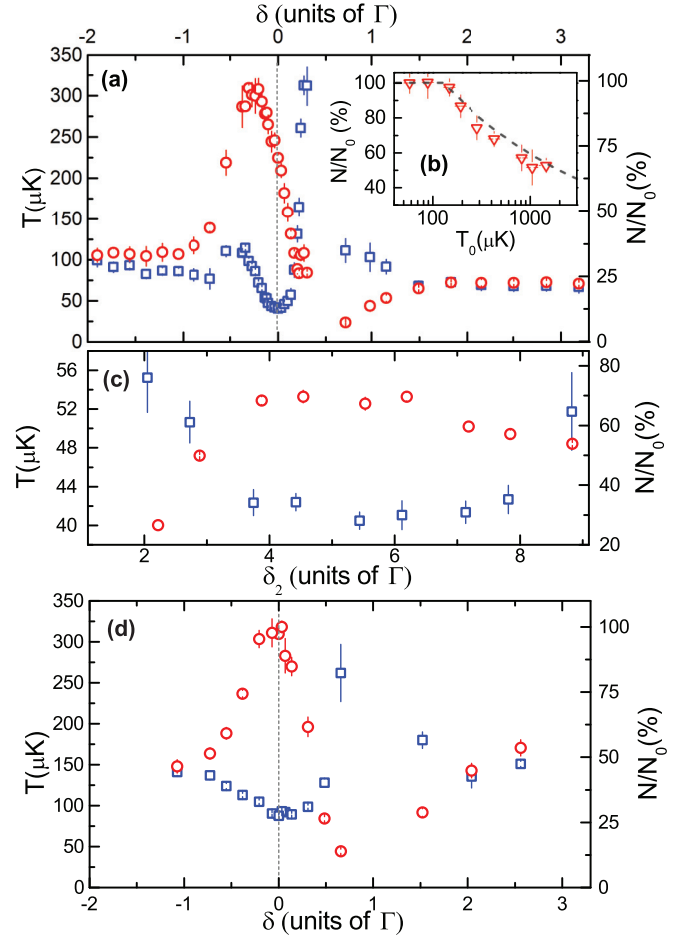 δ (units of Γ)
-2 -1 0 1 2 3
(a)
350 300 250 200 150 100 50 0
T(μK)
100 75 50 25 0
N/N0(%)
(b)
N/N0 (%)
100 80 60 40
100 1000
T0(μK)
(c)
56 52 48 44 40
T(μK)
80 60 40 20
N/N0(%)
2 4 6 8
δ2 (units of Γ)
(d)
350 300 250 200 150 100 50 0
T(μK)
100 75 50 25 0
N/N0(%)
-2 -1 0 1 2 3
δ (units of Γ)